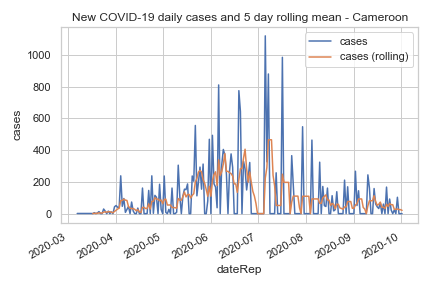 New COVID-19 daily cases and 5 day rolling mean - Cameroon
cases
cases (rolling)
1000
800
600
400
200
0
cases
2020-03
2020-04
2020-05
2020-06
2020-07
2020-08
2020-09
2020-10
dateRep